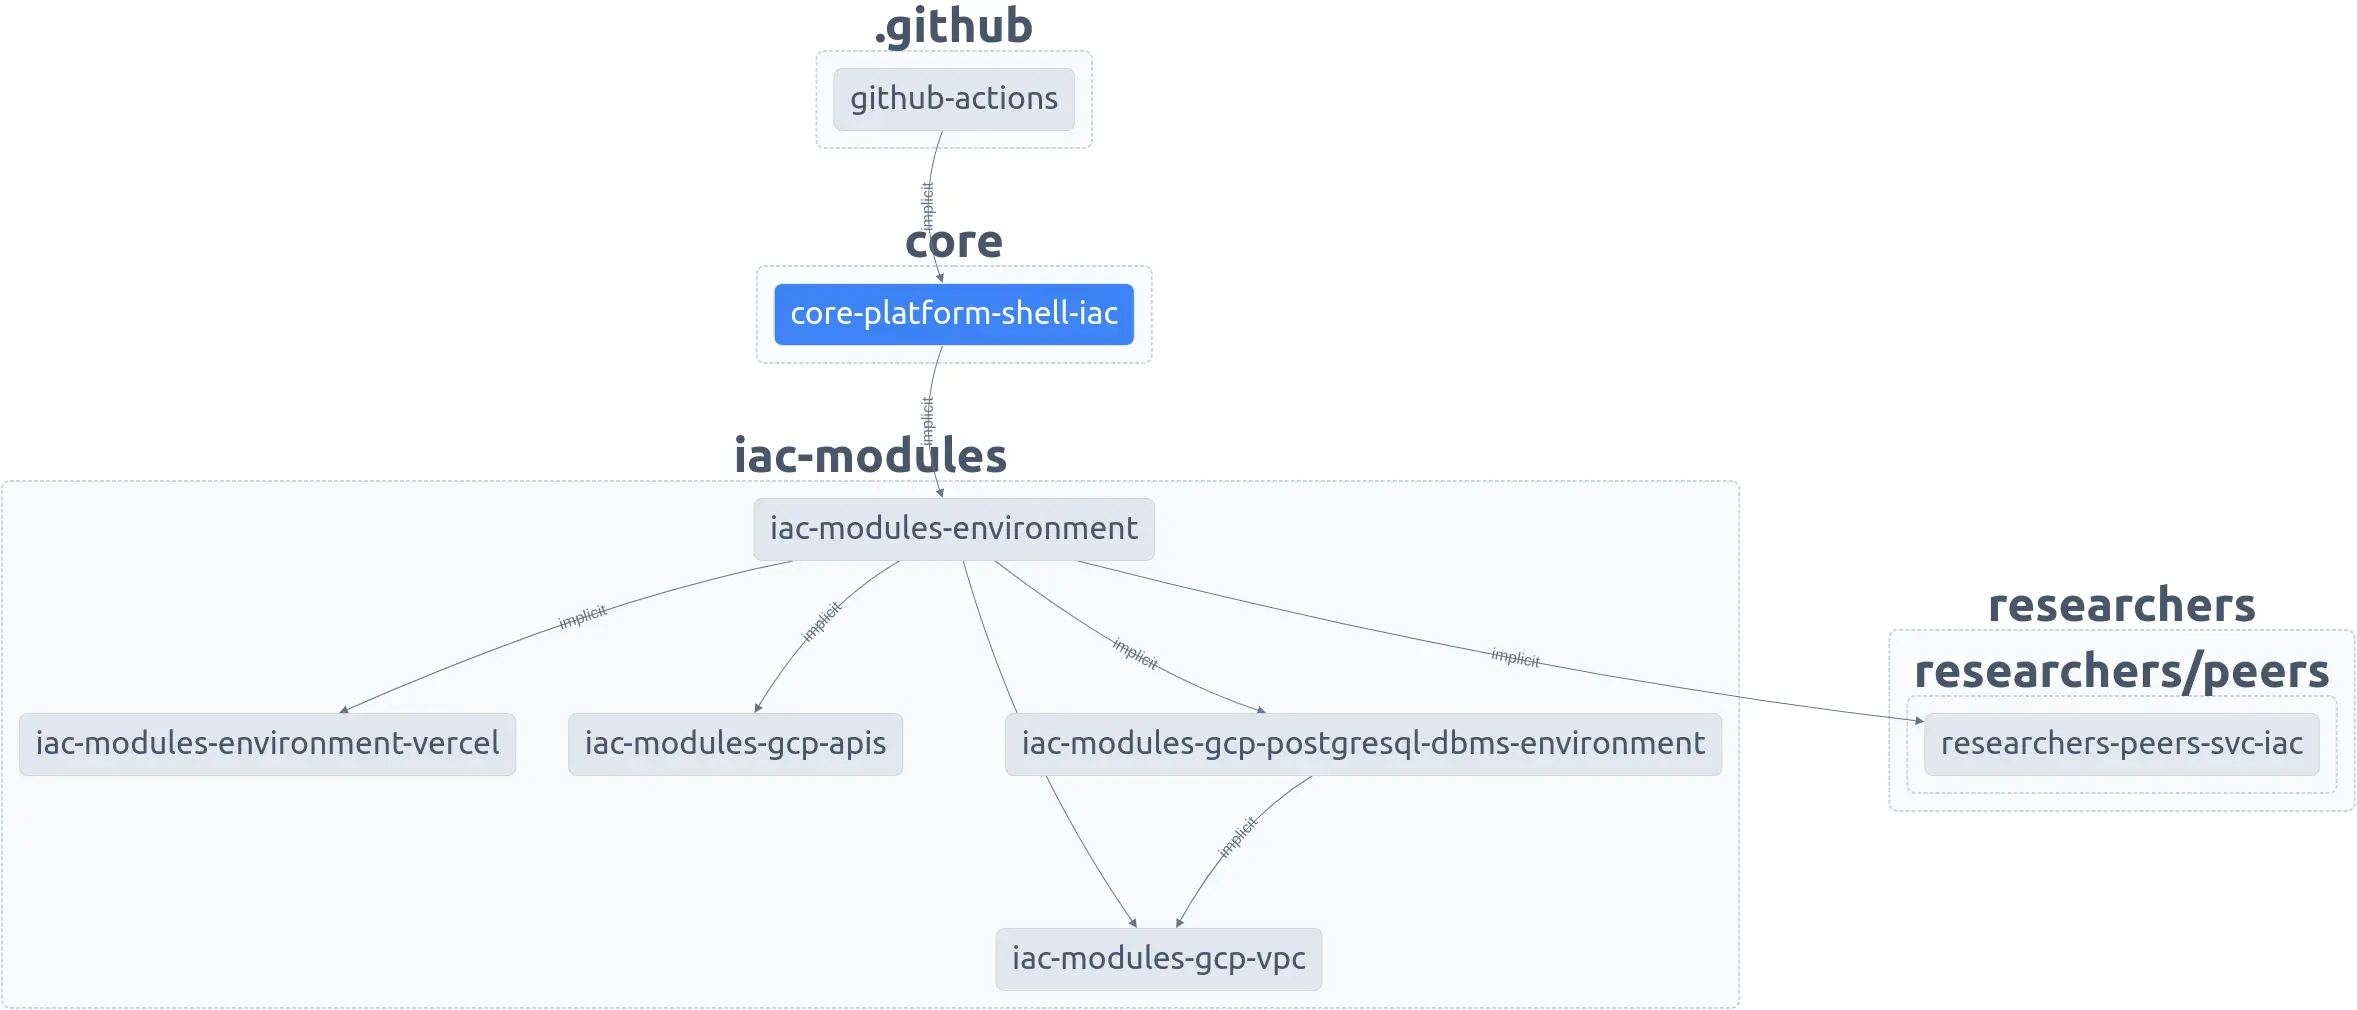 .github
github-actions
implicit
core
core-platform-shell-iac
implicit
iac-modules
iac-modules-environment
implicit
implicit
implicit
implicit
researchers
researchers/peers
iac-modules-environment-vercel
iac-modules-gcp-apis
iac-modules-gcp-postgresql-dbms-environment
researchers-peers-svc-iac
implicit
iac-modules-gcp-vpc